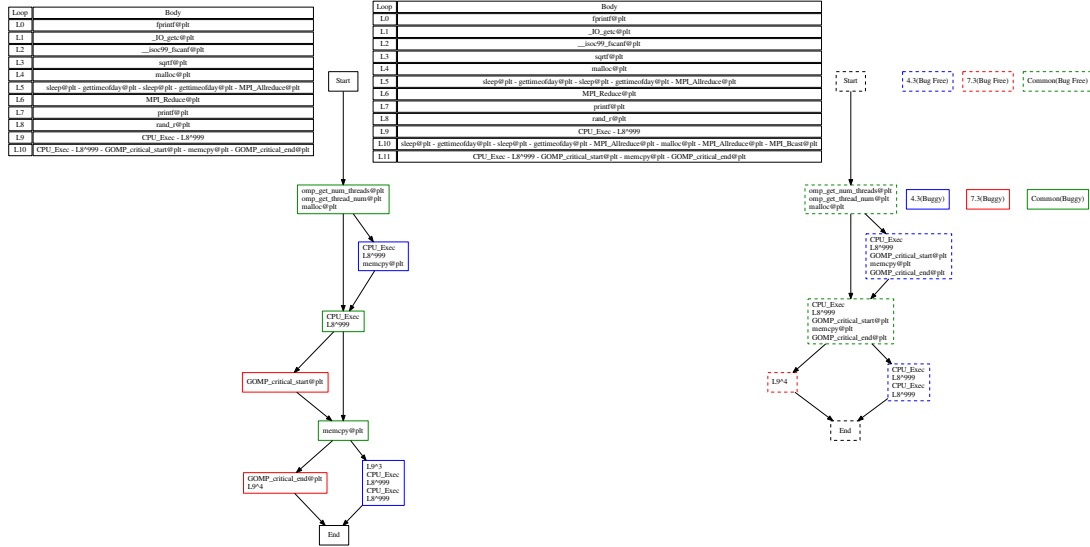 Loop Body
L0 fprintf@plt
L1 _IO_getc@plt
L2 __isoc99_fscanf@plt
L3 sqrtf@plt
L4 malloc@plt
L5 sleep@plt - gettimeofday@plt - sleep@plt - gettimeofday@plt - MPI_Allreduce@plt
L6 MPI_Reduce@plt
L7 printf@plt
L8 rand_r@plt
L9 CPU_Exec - L8^999
L10 CPU_Exec - L8^999 - GOMP_critical_start@plt - memcpy@plt - GOMP_critical_end@plt
Start
omp_get_num_threads@plt
omp_get_thread_num@plt
malloc@plt
CPU_Exec
L8^999
memcpy@plt
CPU_Exec
L8^999
GOMP_critical_start@plt
memcpy@plt
GOMP_critical_end@plt
L9^4
L9^3
CPU_Exec
L8^999
CPU_Exec
L8^999
End
Loop Body
L0 fprintf@plt
L1 _IO_getc@plt
L2 __isoc99_fscanf@plt
L3 sqrtf@plt
L4 malloc@plt
L5 sleep@plt - gettimeofday@plt - sleep@plt - gettimeofday@plt - MPI_Allreduce@plt
L6 MPI_Reduce@plt
L7 printf@plt
L8 rand_r@plt
L9 CPU_Exec - L8^999
L10 sleep@plt - gettimeofday@plt - sleep@plt - gettimeofday@plt - MPI_Allreduce@plt - malloc@plt - MPI_Allreduce@plt - MPI_Bcast@plt
L11 CPU_Exec - L8^999 - GOMP_critical_start@plt - memcpy@plt - GOMP_critical_end@plt
Start
4.3(Bug Free)
7.3(Bug Free)
Common(Bug Free)
omp_get_num_threads@plt
omp_get_thread_num@plt
malloc@plt
4.3(Buggy)
7.3(Buggy)
Common(Buggy)
CPU_Exec
L8^999
GOMP_critical_start@plt
memcpy@plt
GOMP_critical_end@plt
CPU_Exec
L8^999
GOMP_critical_start@plt
memcpy@plt
GOMP_critical_end@plt
L9^4
CPU_Exec
L8^999
CPU_Exec
L8^999
End